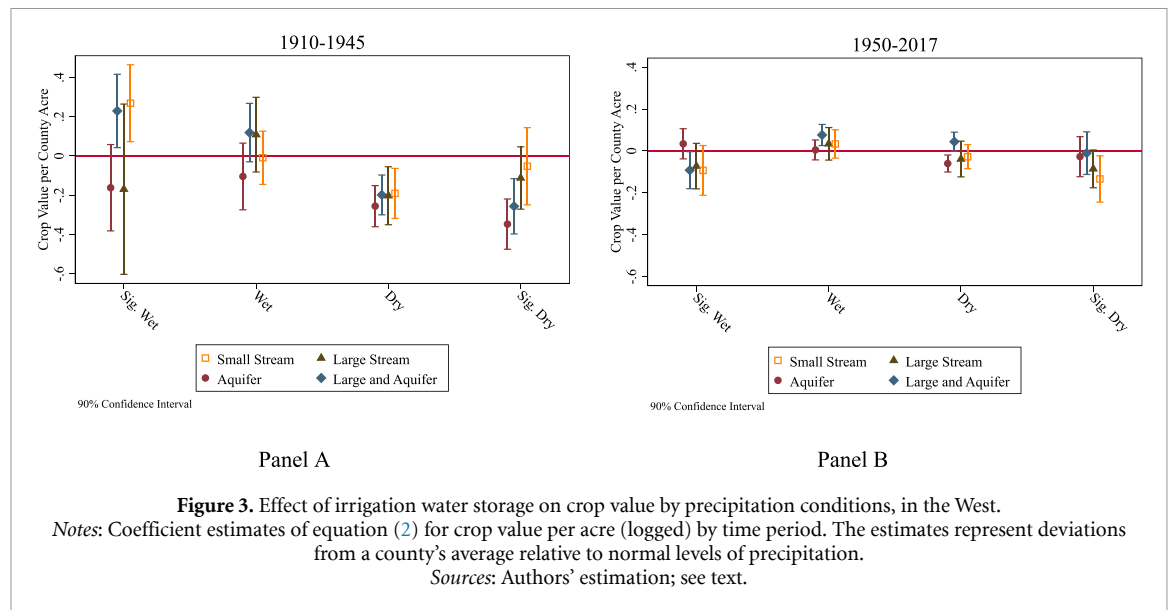 1910-1945
Crop Value per County Acre
.4
.2
0
-.2
-.4
-.6
Sig. Wet
Wet
Dry
Sig. Dry
Small Stream
Large Stream
Aquifer
Large and Aquifer
90% Confidence Interval
Panel A
1950-2017
Crop Value per County Acre
.4
.2
0
-.2
-.4
-.6
Sig. Wet
Wet
Dry
Sig. Dry
Small Stream
Large Stream
Aquifer
Large and Aquifer
90% Confidence Interval
Panel B
Figure 3. Effect of irrigation water storage on crop value by precipitation conditions, in the West.
Notes: Coefficient estimates of equation (2) for crop value per acre (logged) by time period. The estimates represent deviations
from a county's average relative to normal levels of precipitation.
Sources: Authors' estimation; see text.